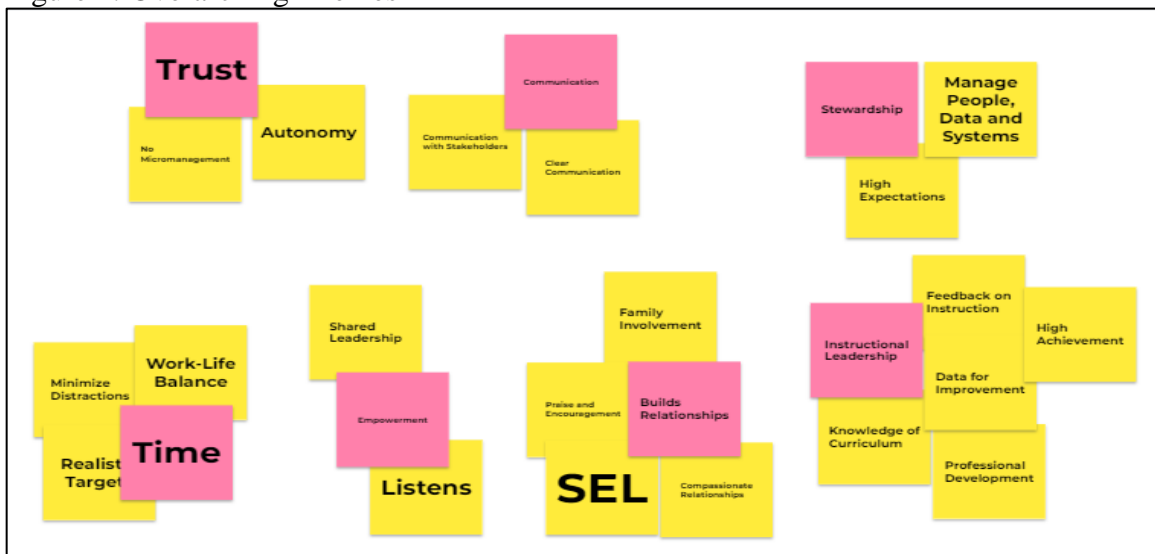 Trust
No
Micromanagement
Autonomy
Communication
Communication
with Stakeholders
Clear
Communication
Stewardship
Manage
People,
Data and
Systems
High
Expectations
Minimize
Distractions
Work-Life
Balance
Realist
Target
Time
Shared
Leadership
Empowerment
Listens
Family
Involvement
Praise and
Encouragement
Builds
Relationships
SEL
Compassionate
Relationships
Feedback on
Instruction
High
Achievement
Instructional
Leadership
Data for
Improvement
Knowledge of
Curriculum
Professional
Development